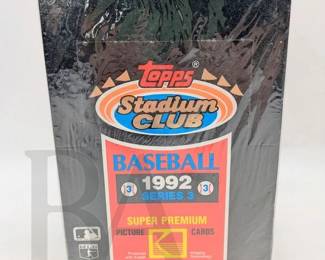 TOPPS®
Stadium
CLUB
BASEBALL
3 1992 3
SERIES 3
SUPER PREMIUM
PICTURE CARDS